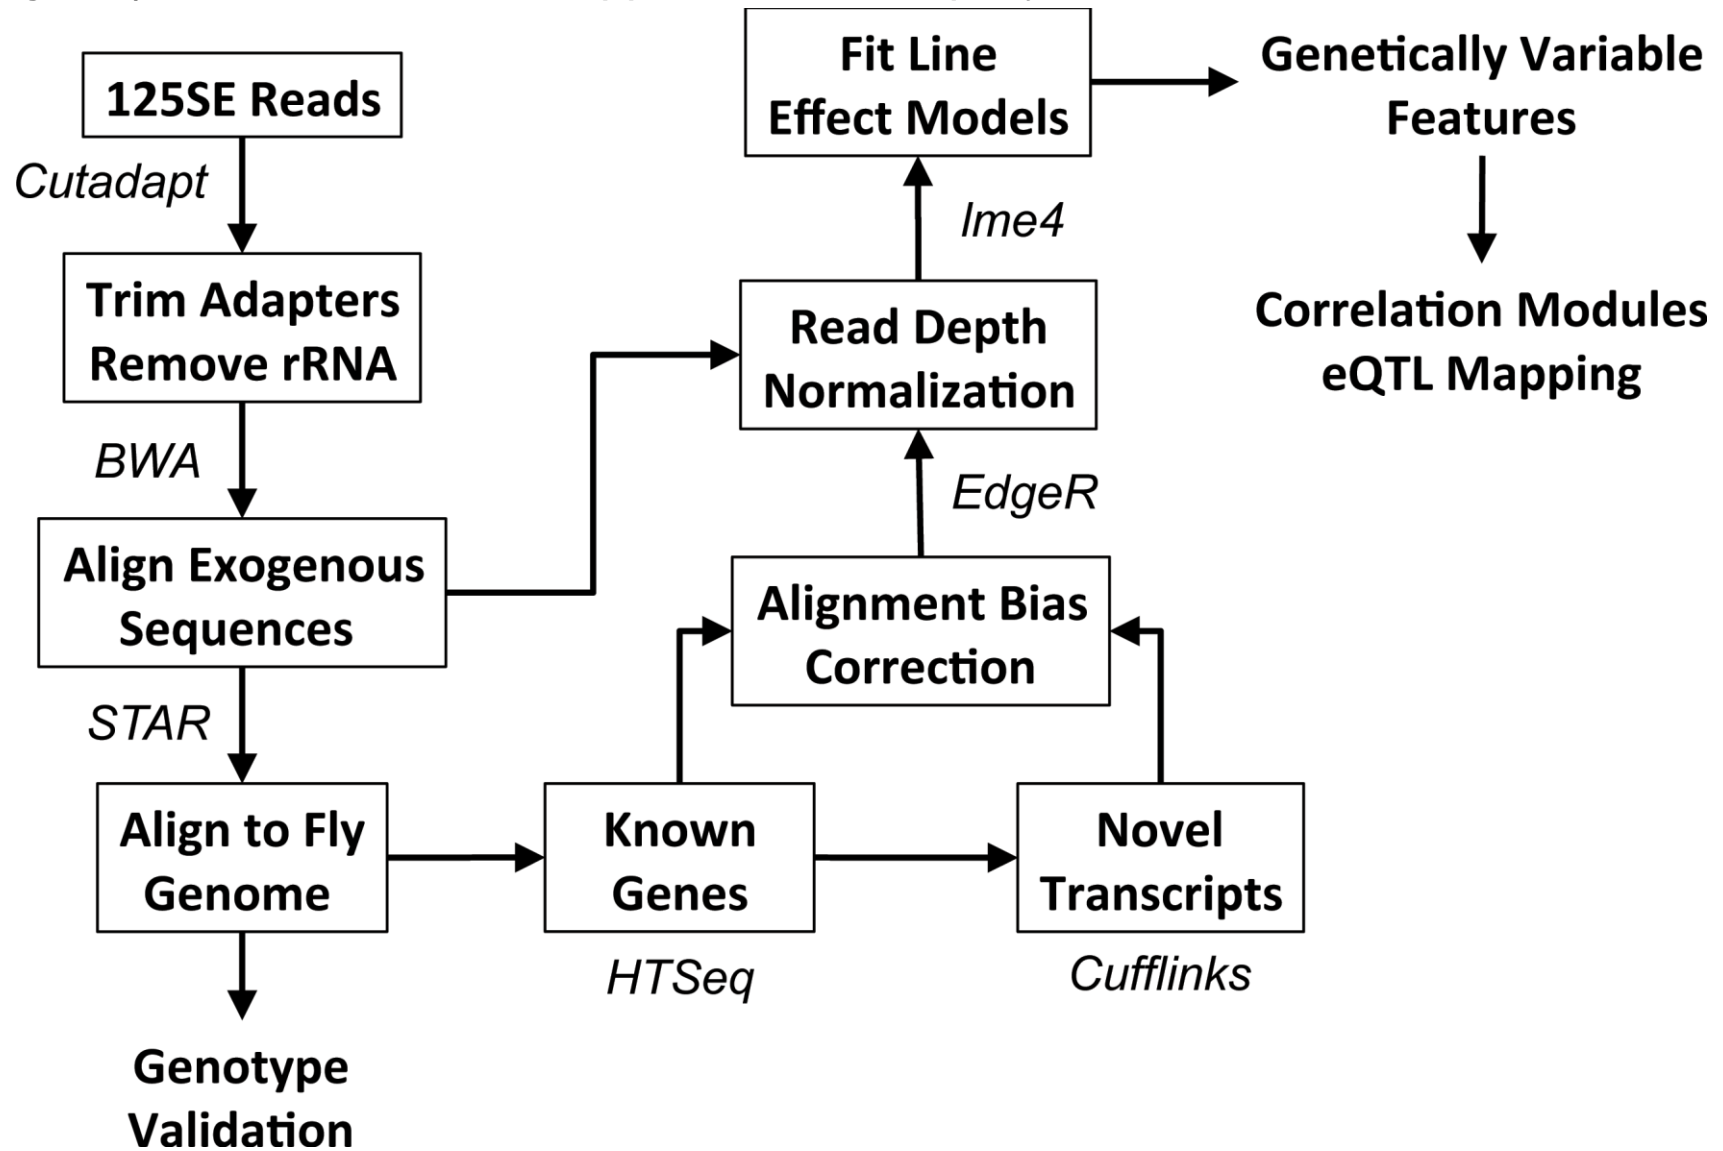 125SE Reads
Cutadapt
Trim Adapters
Remove rRNA
BWA
Align Exogenous
Sequences
STAR
Align to Fly
Genome
Genotype
Validation
Known
Genes
HTSeq
Novel
Transcripts
Cufflinks
Alignment Bias
Correction
EdgeR
Read Depth
Normalization
lme4
Fit Line
Effect Models
Genetically Variable
Features
Correlation Modules
eQTL Mapping